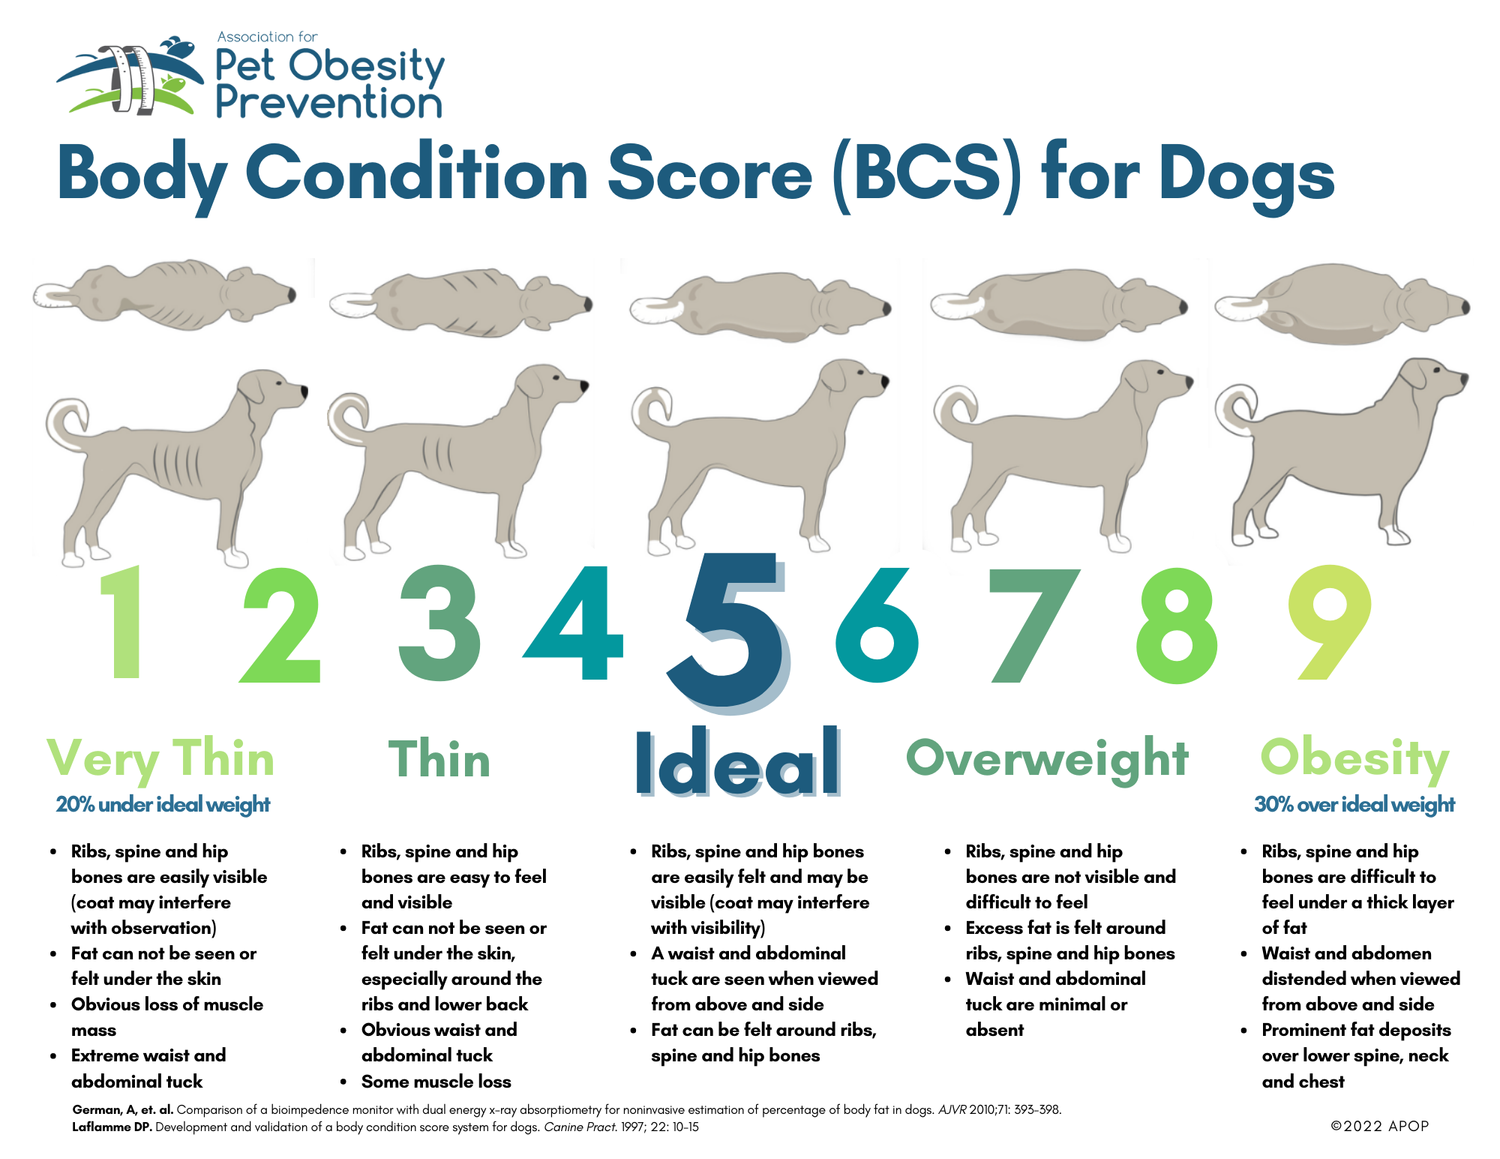 Association for
Pet Obesity
Prevention
Body Condition Score (BCS) for Dogs
1 2 3 4 5 6 7 8 9
Very Thin
20% under ideal weight
• Ribs, spine and hip
bones are easily visible
(coat may interfere
with observation)
• Fat can not be seen or
felt under the skin
• Obvious loss of muscle
mass
• Extreme waist and
abdominal tuck
Thin
• Ribs, spine and hip
bones are easy to feel
and visible
• Fat can not be seen or
felt under the skin,
especially around the
ribs and lower back
• Obvious waist and
abdominal tuck
• Some muscle loss
Ideal
• Ribs, spine and hip bones
are easily felt and may be
visible (coat may interfere
with visibility)
• A waist and abdominal
tuck are seen when viewed
from above and side
• Fat can be felt around ribs,
spine and hip bones
Overweight
• Ribs, spine and hip
bones are not visible and
difficult to feel
• Excess fat is felt around
ribs, spine and hip bones
• Waist and abdominal
tuck are minimal or
absent
Obesity
30% over ideal weight
• Ribs, spine and hip
bones are difficult to
feel under a thick layer
of fat
• Waist and abdomen
distended when viewed
from above and side
• Prominent fat deposits
over lower spine, neck
and chest
German, A, et. al. Comparison of a bioimpedence monitor with dual energy x-ray absorptiometry for noninvasive estimation of percentage of body fat in dogs. AJVR 2010;71: 393-398.
Laflamme DP. Development and validation of a body condition score system for dogs. Canine Pract. 1997; 22: 10-15
©2022 APOP